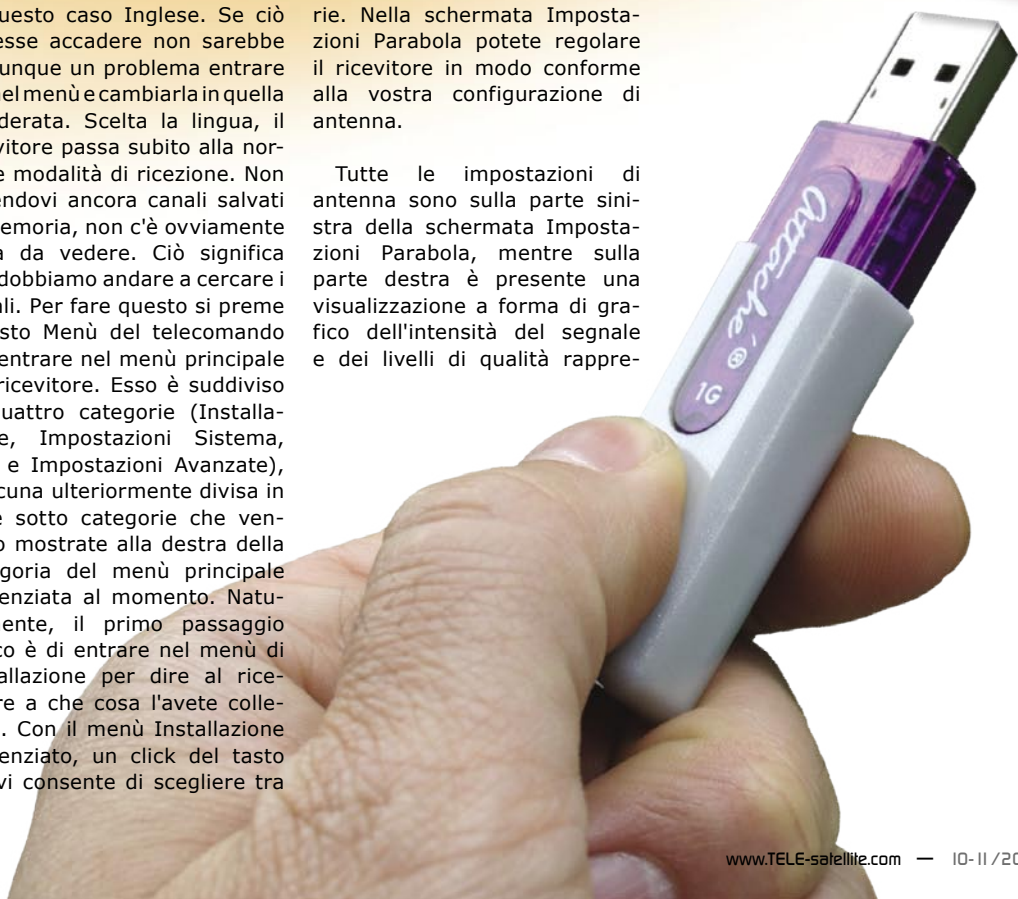 uesto caso Inglese. Se ciò
esse accadere non sarebbe
unque un problema entrare
nel menù e cambiarla in quella
derata. Scelta la lingua, il
vitore passa subito alla nor-
e modalità di ricezione. Non
endovi ancora canali salvati
emoria, non c'è ovviamente
a da vedere. Ciò significa
dobbiamo andare a cercare i
ali. Per fare questo si preme
sto Menù del telecomando
entrare nel menù principale
ricevitore. Esso è suddiviso
uattro categorie (Installa-
e, Impostazioni Sistema,
e Impostazioni Avanzate),
cuna ulteriormente divisa in
e sotto categorie che ven-
o mostrate alla destra della
goria del menù principale
enziata al momento. Natu-
ente, il primo passaggio
co è di entrare nel menù di
allazione per dire al rice-
re a che cosa l'avete colle-
. Con il menù Installazione
enziato, un click del tasto
vi consente di scegliere tra
rie. Nella schermata Imposta-
zioni Parabola potete regolare
il ricevitore in modo conforme
alla vostra configurazione di
antenna.
Tutte le impostazioni di
antenna sono sulla parte sini-
stra della schermata Imposta-
zioni Parabola, mentre sulla
parte destra è presente una
visualizzazione a forma di gra-
fico dell'intensità del segnale
e dei livelli di qualità rappre-
attaché ®
1G
www.TELE-satellite.com — 10-11/20